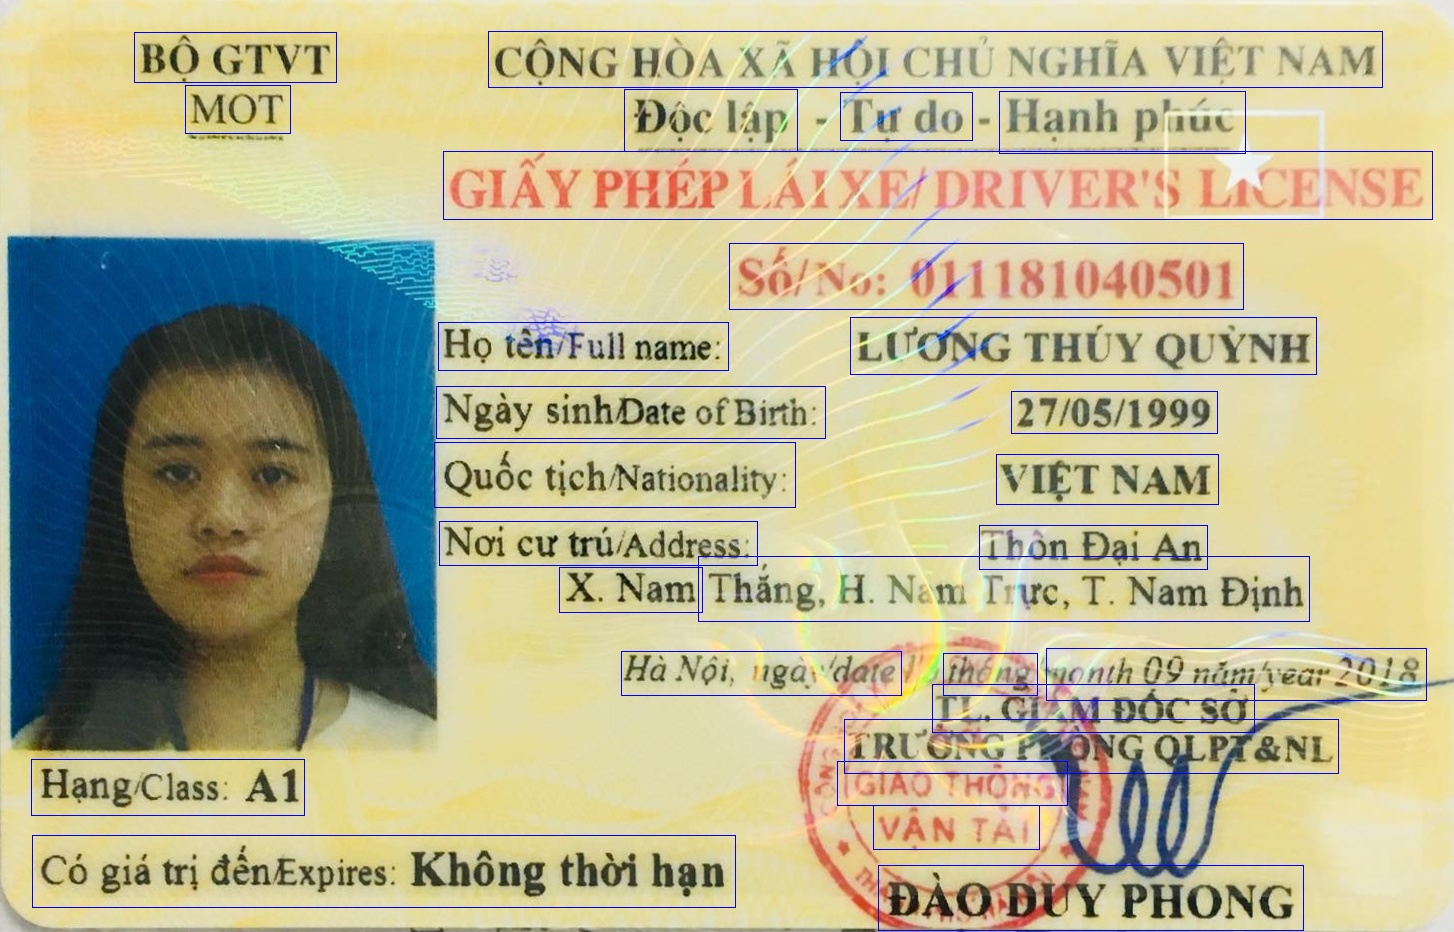 BỘ GTVT
MOT
CỘNG HÒA XÃ HỘI CHỦ NGHĨA VIỆT NAM
Độc lập - Tự do - Hạnh phúc
GIẤY PHÉP LÁI XE/DRIVER'S LICENSE
Số/No: 011181040501
Họ tên/Full name: LƯƠNG THÚY QUỲNH
Ngày sinh/Date of Birth: 27/05/1999
Quốc tịch/Nationality: VIỆT NAM
Nơi cư trú/Address: Thôn Đại An
X. Nam Thắng, H. Nam Trực, T. Nam Định
Hà Nội, ngày/date tháng/month 09 năm/year 2018
TL. GIÁM ĐỐC SỞ
TRƯỞNG PHÒNG QLPT&NL
GIAO THÔNG
VẬN TẢI
ĐÀO DUY PHONG
Hạng/Class: A1
Có giá trị đến/Expires: Không thời hạn